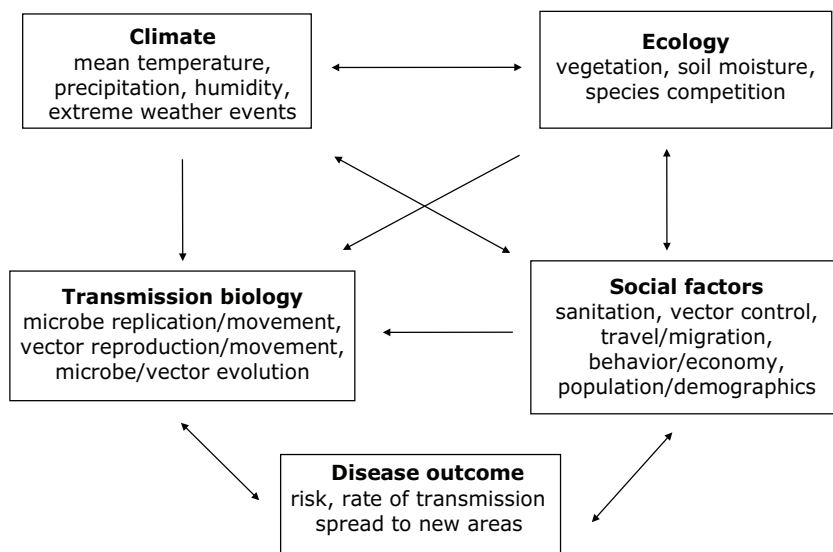 Climate
mean temperature,
precipitation, humidity,
extreme weather events
Ecology
vegetation, soil moisture,
species competition
Transmission biology
microbe replication/movement,
vector reproduction/movement,
microbe/vector evolution
Social factors
sanitation, vector control,
travel/migration,
behavior/economy,
population/demographics
Disease outcome
risk, rate of transmission
spread to new areas